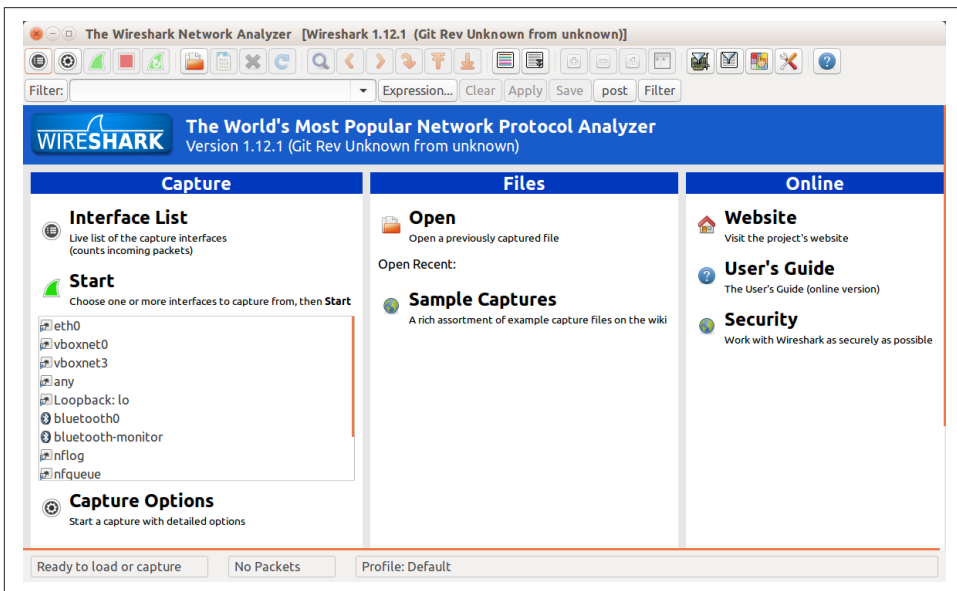 The Wireshark Network Analyzer [Wireshark 1.12.1 (Git Rev Unknown from unknown)]
Filter: Expression... Clear Apply Save post Filter
WIRESHARK
The World's Most Popular Network Protocol Analyzer
Version 1.12.1 (Git Rev Unknown from unknown)
Capture
Interface List
Live list of the capture interfaces
(counts incoming packets)
Start
Choose one or more interfaces to capture from, then Start
eth0
vboxnet0
vboxnet3
any
Loopback: lo
bluetooth0
bluetooth-monitor
nflog
nfqueue
Capture Options
Start a capture with detailed options
Files
Open
Open a previously captured file
Open Recent:
Sample Captures
A rich assortment of example capture files on the wiki
Online
Website
Visit the project's website
User's Guide
The User's Guide (online version)
Security
Work with Wireshark as securely as possible
Ready to load or capture No Packets Profile: Default